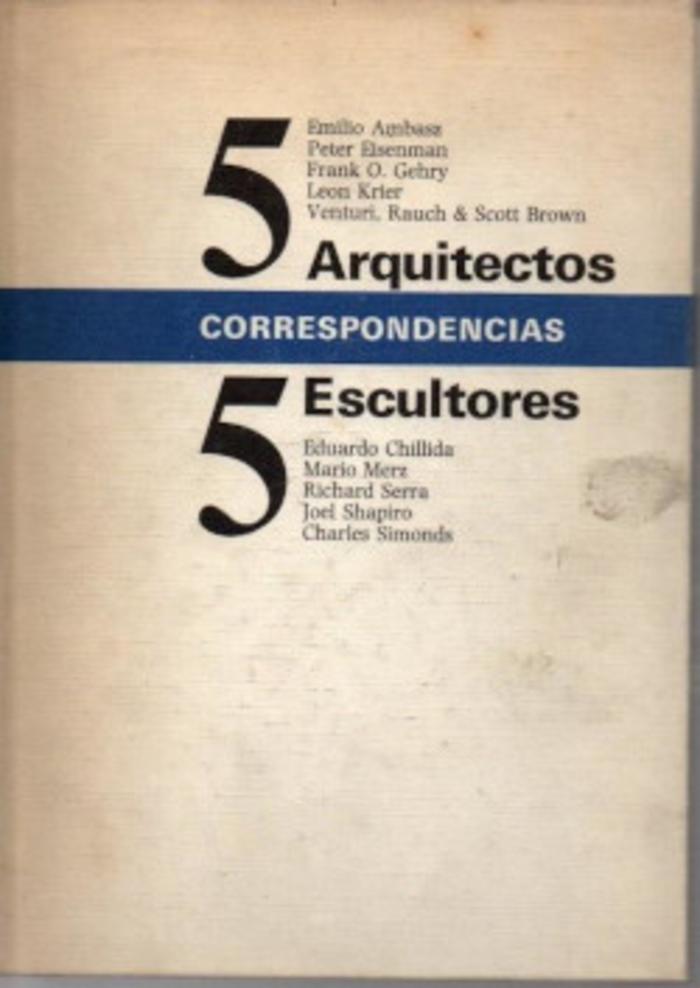 5
Emilio Ambasz
Peter Eisenman
Frank O. Gehry
Leon Krier
Venturi, Rauch & Scott Brown
Arquitectos
CORRESPONDENCIAS
5
Escultores
Eduardo Chillida
Mario Merz
Richard Serra
Joel Shapiro
Charles Simonds